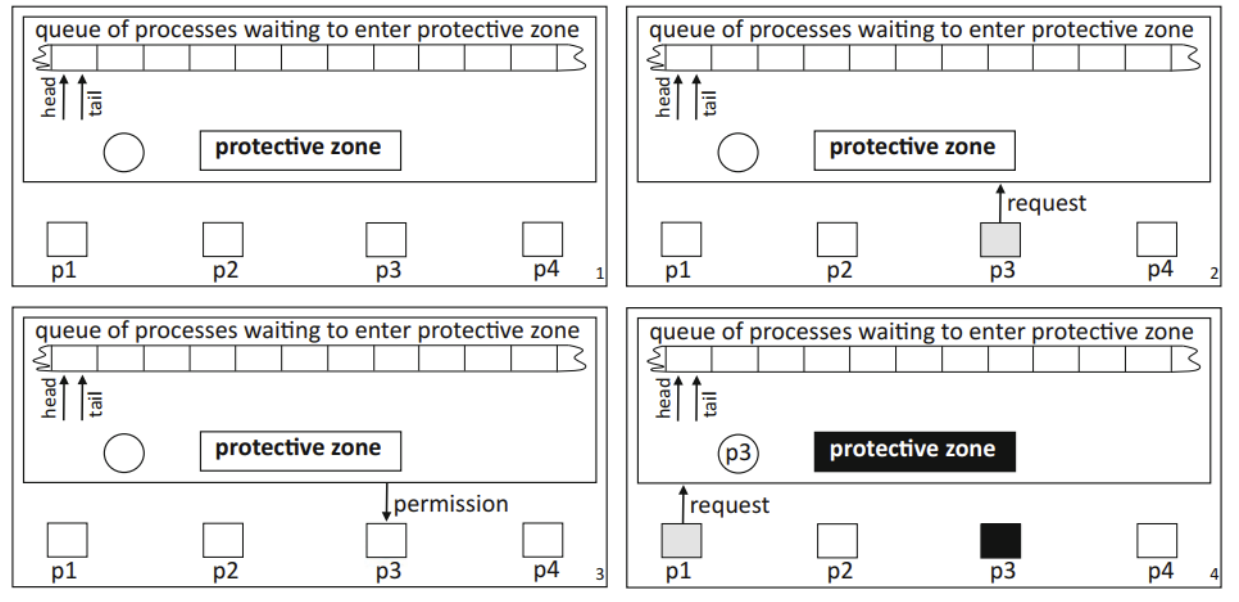 queue of processes waiting to enter protective zone
head
tail
protective zone
p1 p2 p3 p4 1
queue of processes waiting to enter protective zone
head
tail
protective zone
request
p1 p2 p3 p4 2
queue of processes waiting to enter protective zone
head
tail
protective zone
permission
p1 p2 p3 p4 3
queue of processes waiting to enter protective zone
head
tail
p3 protective zone
request
p1 p2 p3 p4 4